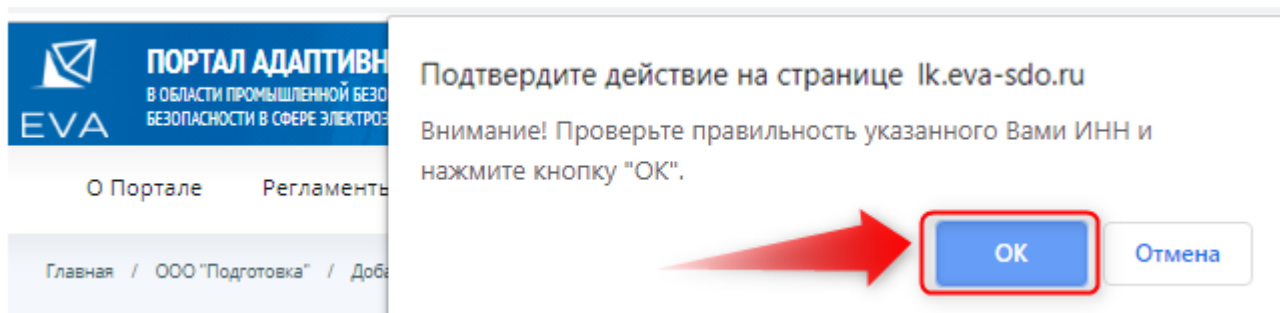 EVA
ПОРТАЛ АДАПТИВН
В ОБЛАСТИ ПРОМЫШЛЕННОЙ БЕЗО
БЕЗОПАСНОСТИ В СФЕРЕ ЭЛЕКТРОЭ
О Портале Регламенты
Главная / ООО "Подготовка" / Доба
Подтвердите действие на странице lk.eva-sdo.ru
Внимание! Проверьте правильность указанного Вами ИНН и
нажмите кнопку "ОК".
ОК Отмена